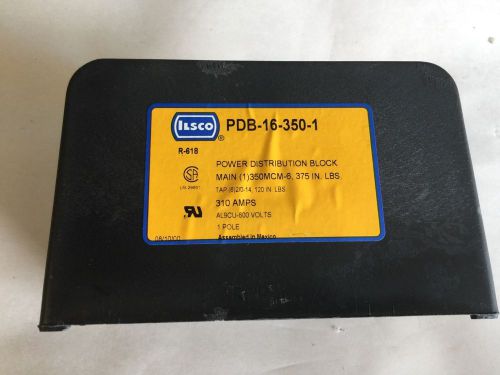 ILSCO ® PDB-16-350-1
R-618
POWER DISTRIBUTION BLOCK
MAIN (1)350MCM-6, 375 IN. LBS.
TAP (6)2/0-14, 120 IN. LBS.
310 AMPS
AL9CU-600 VOLTS
1 POLE
Assembled in Mexico